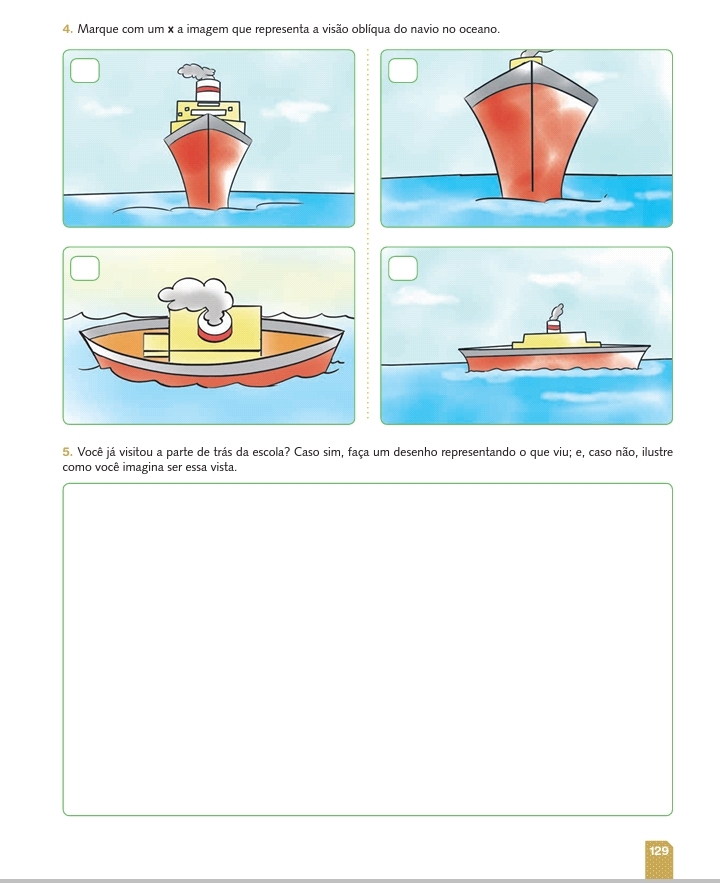 4. Marque com um x a imagem que representa a visão oblíqua do navio no oceano.
5. Você já visitou a parte de trás da escola? Caso sim, faça um desenho representando o que viu; e, caso não, ilustre
como você imagina ser essa vista.
129